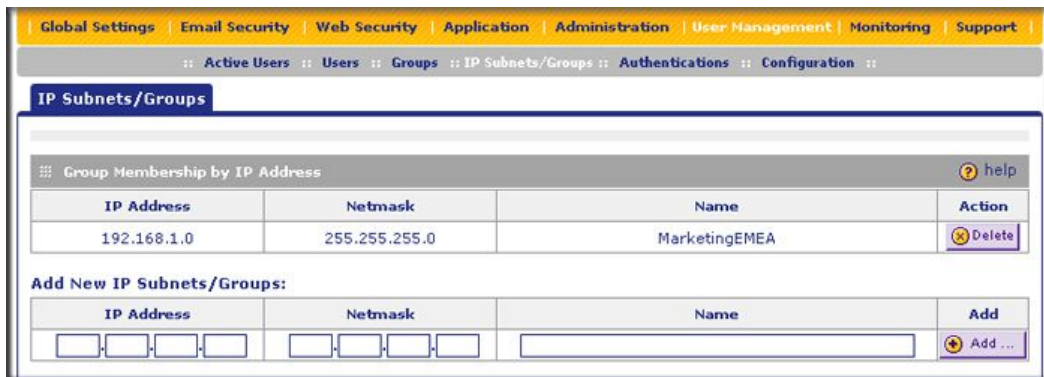 Global Settings | Email Security | Web Security | Application | Administration | User Management | Monitoring | Support
:: Active Users :: Users :: Groups :: IP Subnets/Groups :: Authentications :: Configuration ::
IP Subnets/Groups
Group Membership by IP Address ? help
IP Address Netmask Name Action
192.168.1.0 255.255.255.0 MarketingEMEA Delete
Add New IP Subnets/Groups:
IP Address Netmask Name Add
. . . . . . Add ...